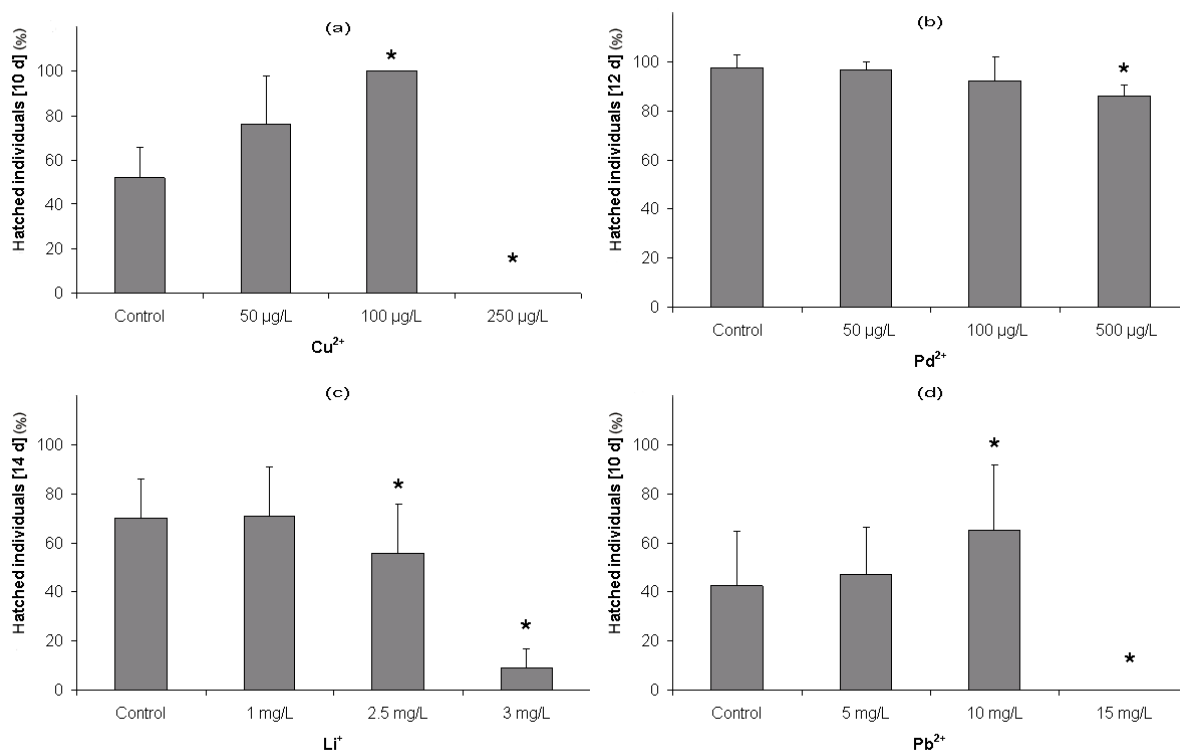 (a)
Hatched individuals [10 d] (%)
100
80
60
40
20
0
*
*
Control
50 µg/L
100 µg/L
250 µg/L
Cu²⁺
(b)
Hatched individuals [12 d] (%)
100
80
60
40
20
0
*
Control
50 µg/L
100 µg/L
500 µg/L
Pd²⁺
(c)
Hatched individuals [14 d] (%)
100
80
60
40
20
0
*
*
Control
1 mg/L
2.5 mg/L
3 mg/L
Li⁺
(d)
Hatched individuals [10 d] (%)
100
80
60
40
20
0
*
*
Control
5 mg/L
10 mg/L
15 mg/L
Pb²⁺